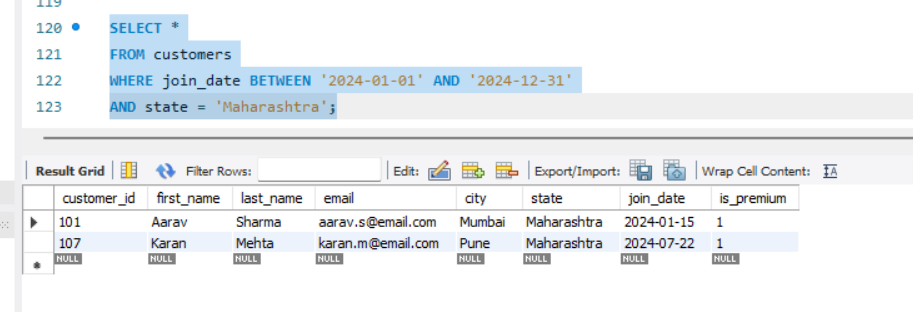 119
120 SELECT *
121 FROM customers
122 WHERE join_date BETWEEN '2024-01-01' AND '2024-12-31'
123 AND state = 'Maharashtra';
Result Grid Filter Rows: Edit: Export/Import: Wrap Cell Content: IA
customer_id first_name last_name email city state join_date is_premium
101 Aarav Sharma aarav.s@email.com Mumbai Maharashtra 2024-01-15 1
107 Karan Mehta karan.m@email.com Pune Maharashtra 2024-07-22 1
NULL NULL NULL NULL NULL NULL NULL NULL